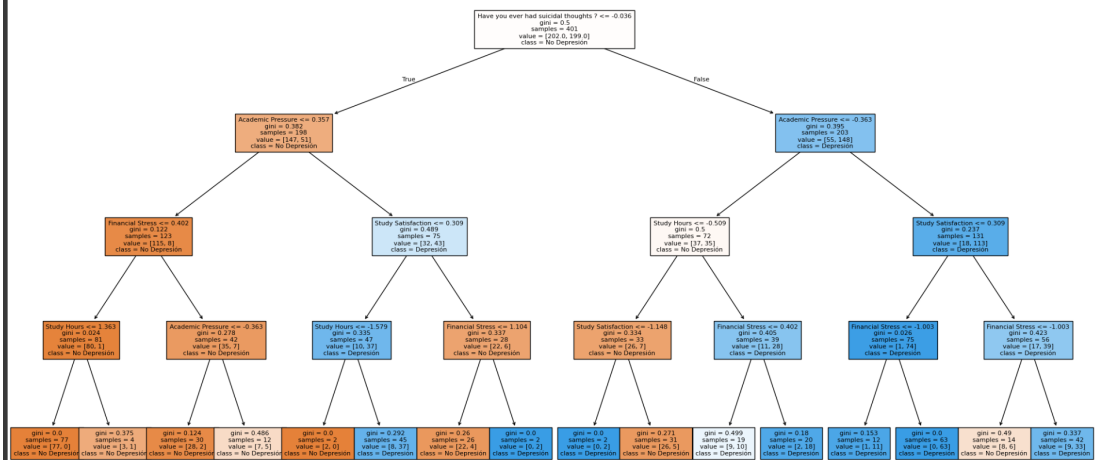 Have you ever had suicidal thoughts ? <= -0.036
gini = 0.5
samples = 401
value = [202.0, 199.0]
class = No Depresión
True
False
Academic Pressure <= 0.357
gini = 0.382
samples = 198
value = [147, 51]
class = No Depresión
Academic Pressure <= -0.363
gini = 0.395
samples = 203
value = [55, 148]
class = Depresión
Financial Stress <= 0.402
gini = 0.122
samples = 123
value = [115, 8]
class = No Depresión
Study Satisfaction <= 0.309
gini = 0.489
samples = 75
value = [32, 43]
class = Depresión
Study Hours <= -0.509
gini = 0.5
samples = 72
value = [37, 35]
class = No Depresión
Study Satisfaction <= 0.309
gini = 0.237
samples = 131
value = [18, 113]
class = Depresión
Study Hours <= 1.363
gini = 0.024
samples = 81
value = [80, 1]
class = No Depresión
Academic Pressure <= -0.363
gini = 0.278
samples = 42
value = [35, 7]
class = No Depresión
Study Hours <= -1.579
gini = 0.335
samples = 47
value = [10, 37]
class = Depresión
Financial Stress <= 1.104
gini = 0.337
samples = 28
value = [22, 6]
class = No Depresión
Study Satisfaction <= -1.148
gini = 0.334
samples = 33
value = [26, 7]
class = No Depresión
Financial Stress <= 0.402
gini = 0.405
samples = 39
value = [11, 28]
class = Depresión
Financial Stress <= -1.003
gini = 0.026
samples = 75
value = [1, 74]
class = Depresión
Financial Stress <= -1.003
gini = 0.423
samples = 56
value = [17, 39]
class = Depresión
gini = 0.0
samples = 77
value = [77, 0]
class = No Depresión
gini = 0.375
samples = 4
value = [3, 1]
class = No Depresión
gini = 0.124
samples = 30
value = [28, 2]
class = No Depresión
gini = 0.486
samples = 12
value = [7, 5]
class = No Depresión
gini = 0.0
samples = 2
value = [2, 0]
class = No Depresión
gini = 0.292
samples = 45
value = [8, 37]
class = Depresión
gini = 0.26
samples = 26
value = [22, 4]
class = No Depresión
gini = 0.0
samples = 2
value = [0, 2]
class = Depresión
gini = 0.0
samples = 2
value = [0, 2]
class = Depresión
gini = 0.271
samples = 31
value = [26, 5]
class = No Depresión
gini = 0.499
samples = 19
value = [9, 10]
class = Depresión
gini = 0.18
samples = 20
value = [2, 18]
class = Depresión
gini = 0.153
samples = 12
value = [1, 11]
class = Depresión
gini = 0.0
samples = 63
value = [0, 63]
class = Depresión
gini = 0.49
samples = 14
value = [8, 6]
class = No Depresión
gini = 0.337
samples = 42
value = [9, 33]
class = Depresión